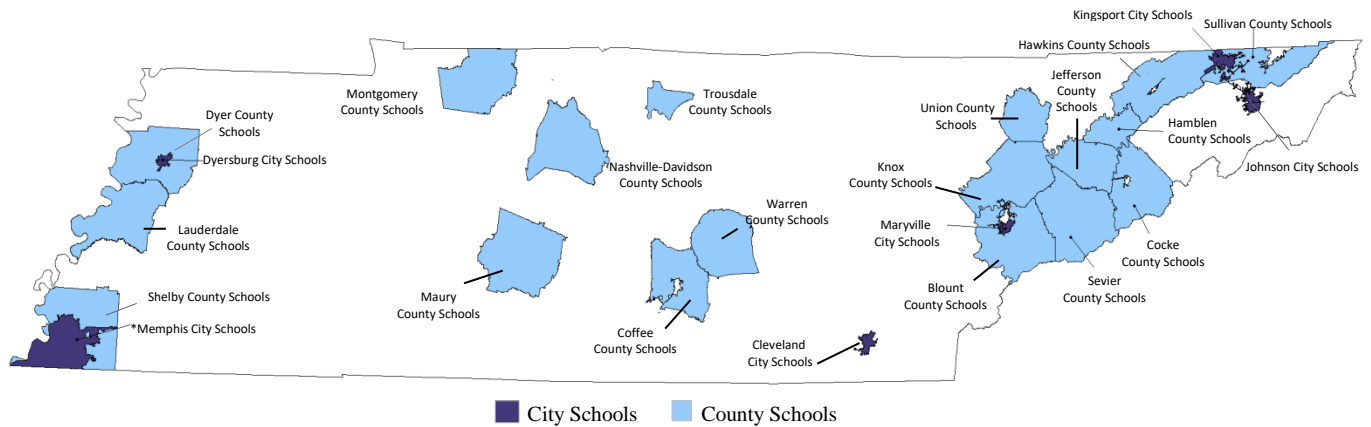 Kingsport City Schools
Sullivan County Schools
Hawkins County Schools
Jefferson
County
Schools
Montgomery
County Schools
Trousdale
County Schools
Union County
Schools
Dyer County
Schools
Hamblen
County Schools
Dyersburg City Schools
Nashville-Davidson
County Schools
Knox
County Schools
Johnson City Schools
Warren
County Schools
Lauderdale
County Schools
Maryville
City Schools
Cocke
County Schools
Sevier
County Schools
Blount
County Schools
Shelby County Schools
Maury
County Schools
*Memphis City Schools
Coffee
County Schools
Cleveland
City Schools
City Schools
County Schools